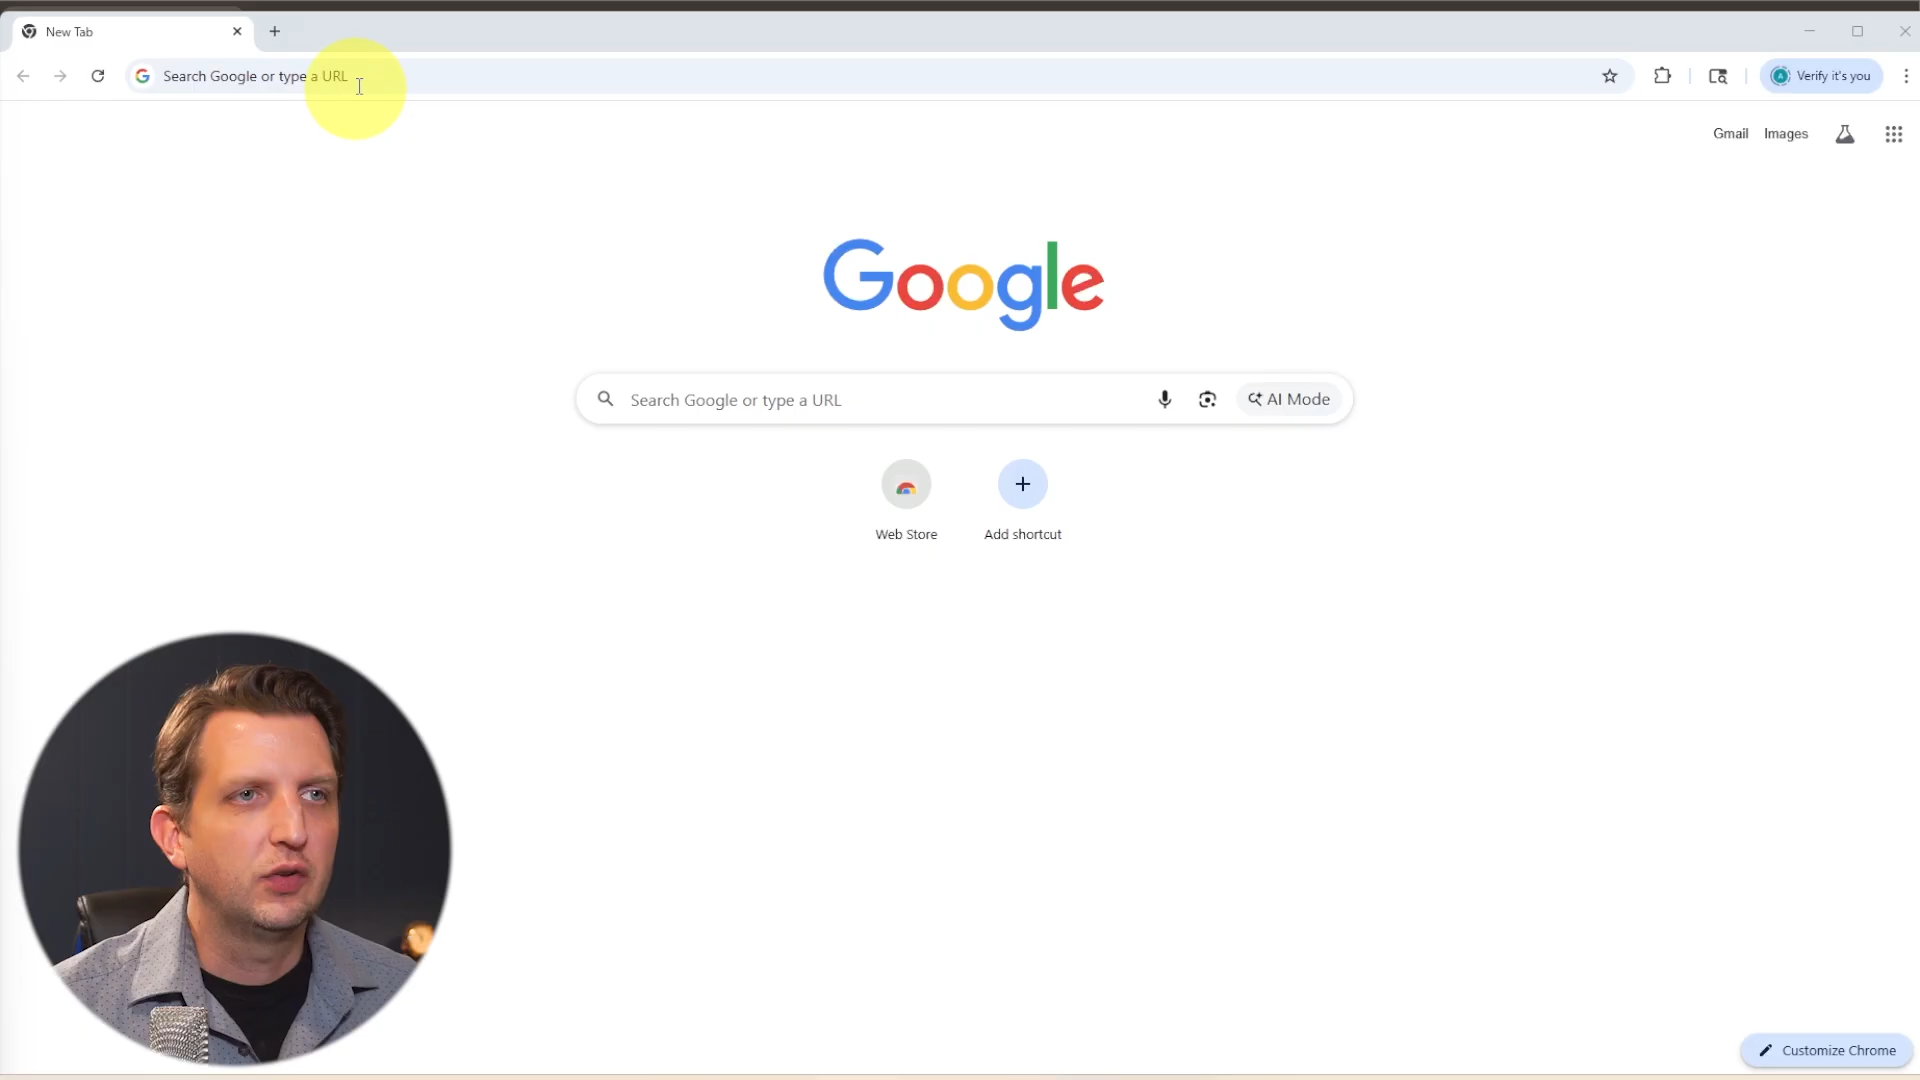 New Tab
Search Google or type a URL
Verify it's you
Gmail Images
Google
Search Google or type a URL
AI Mode
Web Store Add shortcut
Customize Chrome